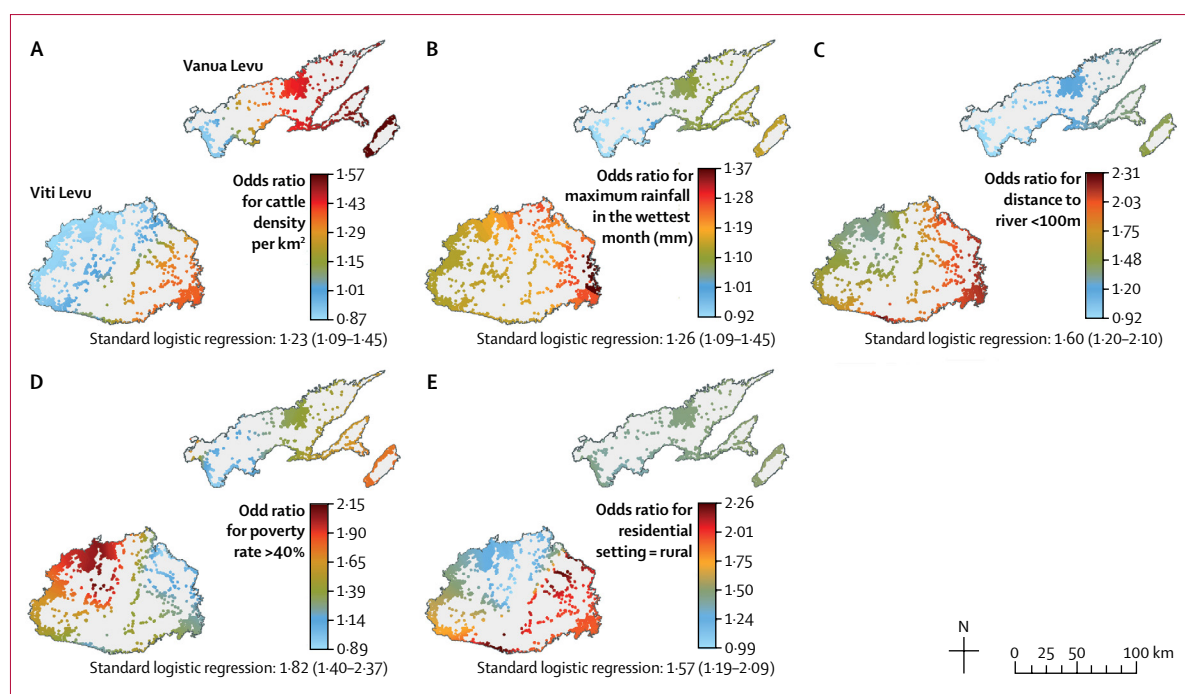 A
Vanua Levu
Viti Levu
Odds ratio
for cattle
density
per km²
1·57
1·43
1·29
1·15
1·01
0·87
Standard logistic regression: 1·23 (1·09–1·45)
B
Odds ratio for
maximum rainfall
in the wettest
month (mm)
1·37
1·28
1·19
1·10
1·01
0·92
Standard logistic regression: 1·26 (1·09–1·45)
C
Odds ratio for
distance to
river <100m
2·31
2·03
1·75
1·48
1·20
0·92
Standard logistic regression: 1·60 (1·20–2·10)
D
Odd ratio
for poverty
rate >40%
2·15
1·90
1·65
1·39
1·14
0·89
Standard logistic regression: 1·82 (1·40–2·37)
E
Odds ratio for
residential
setting = rural
2·26
2·01
1·75
1·50
1·24
0·99
Standard logistic regression: 1·57 (1·19–2·09)
N
0 25 50 100 km